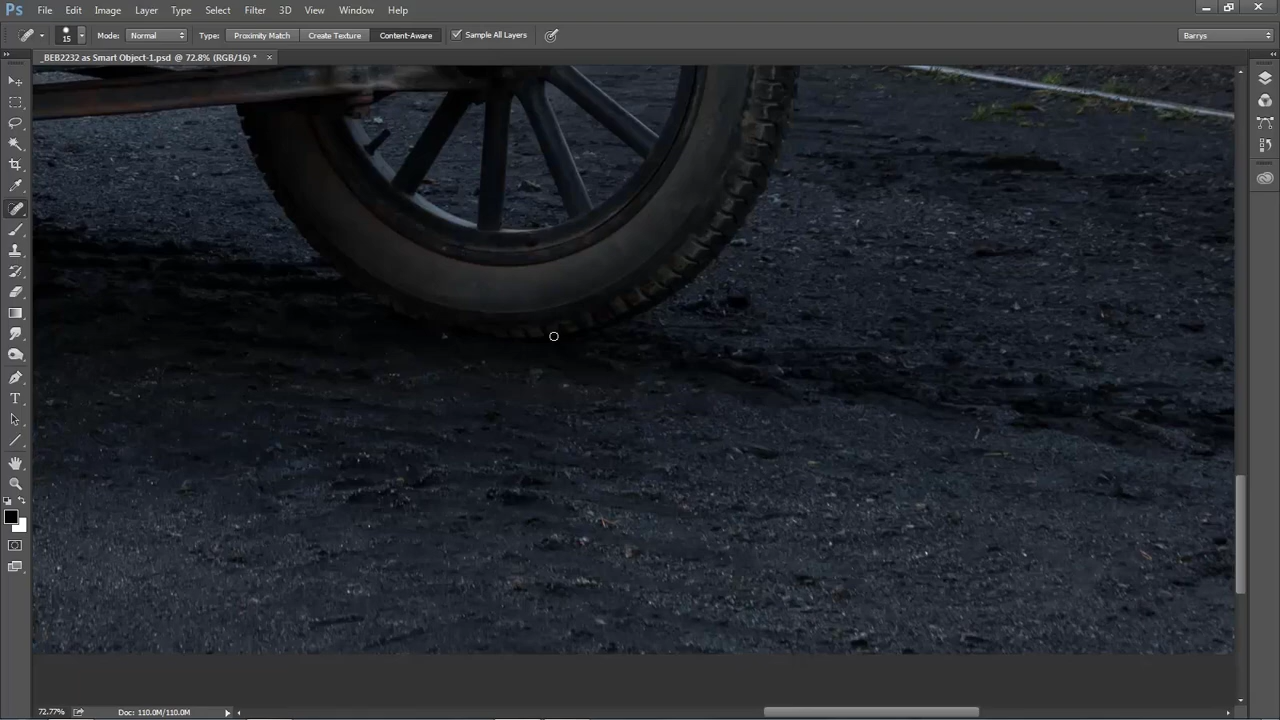 Ps File Edit Image Layer Type Select Filter 3D View Window Help
15 Mode: Normal Type: Proximity Match Create Texture Content-Aware Sample All Layers Barrys
_BEB2232 as Smart Object-1.psd @ 72.8% (RGB/16) *
72.77% Doc: 110.0M/110.0M